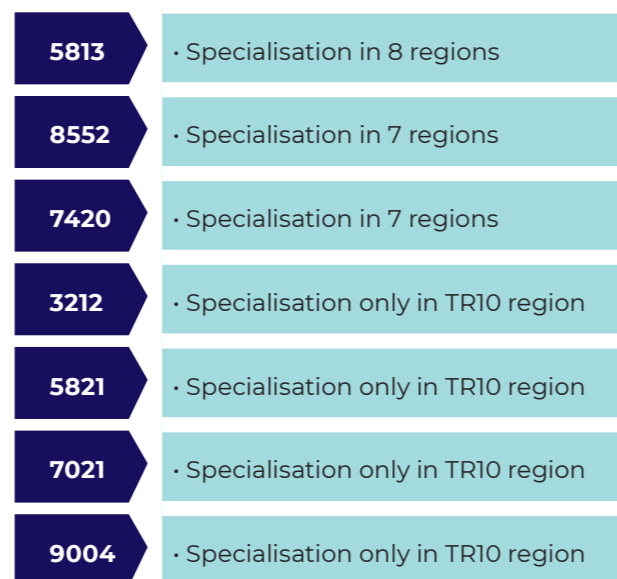 5813 · Specialisation in 8 regions
8552 · Specialisation in 7 regions
7420 · Specialisation in 7 regions
3212 · Specialisation only in TR10 region
5821 · Specialisation only in TR10 region
7021 · Specialisation only in TR10 region
9004 · Specialisation only in TR10 region